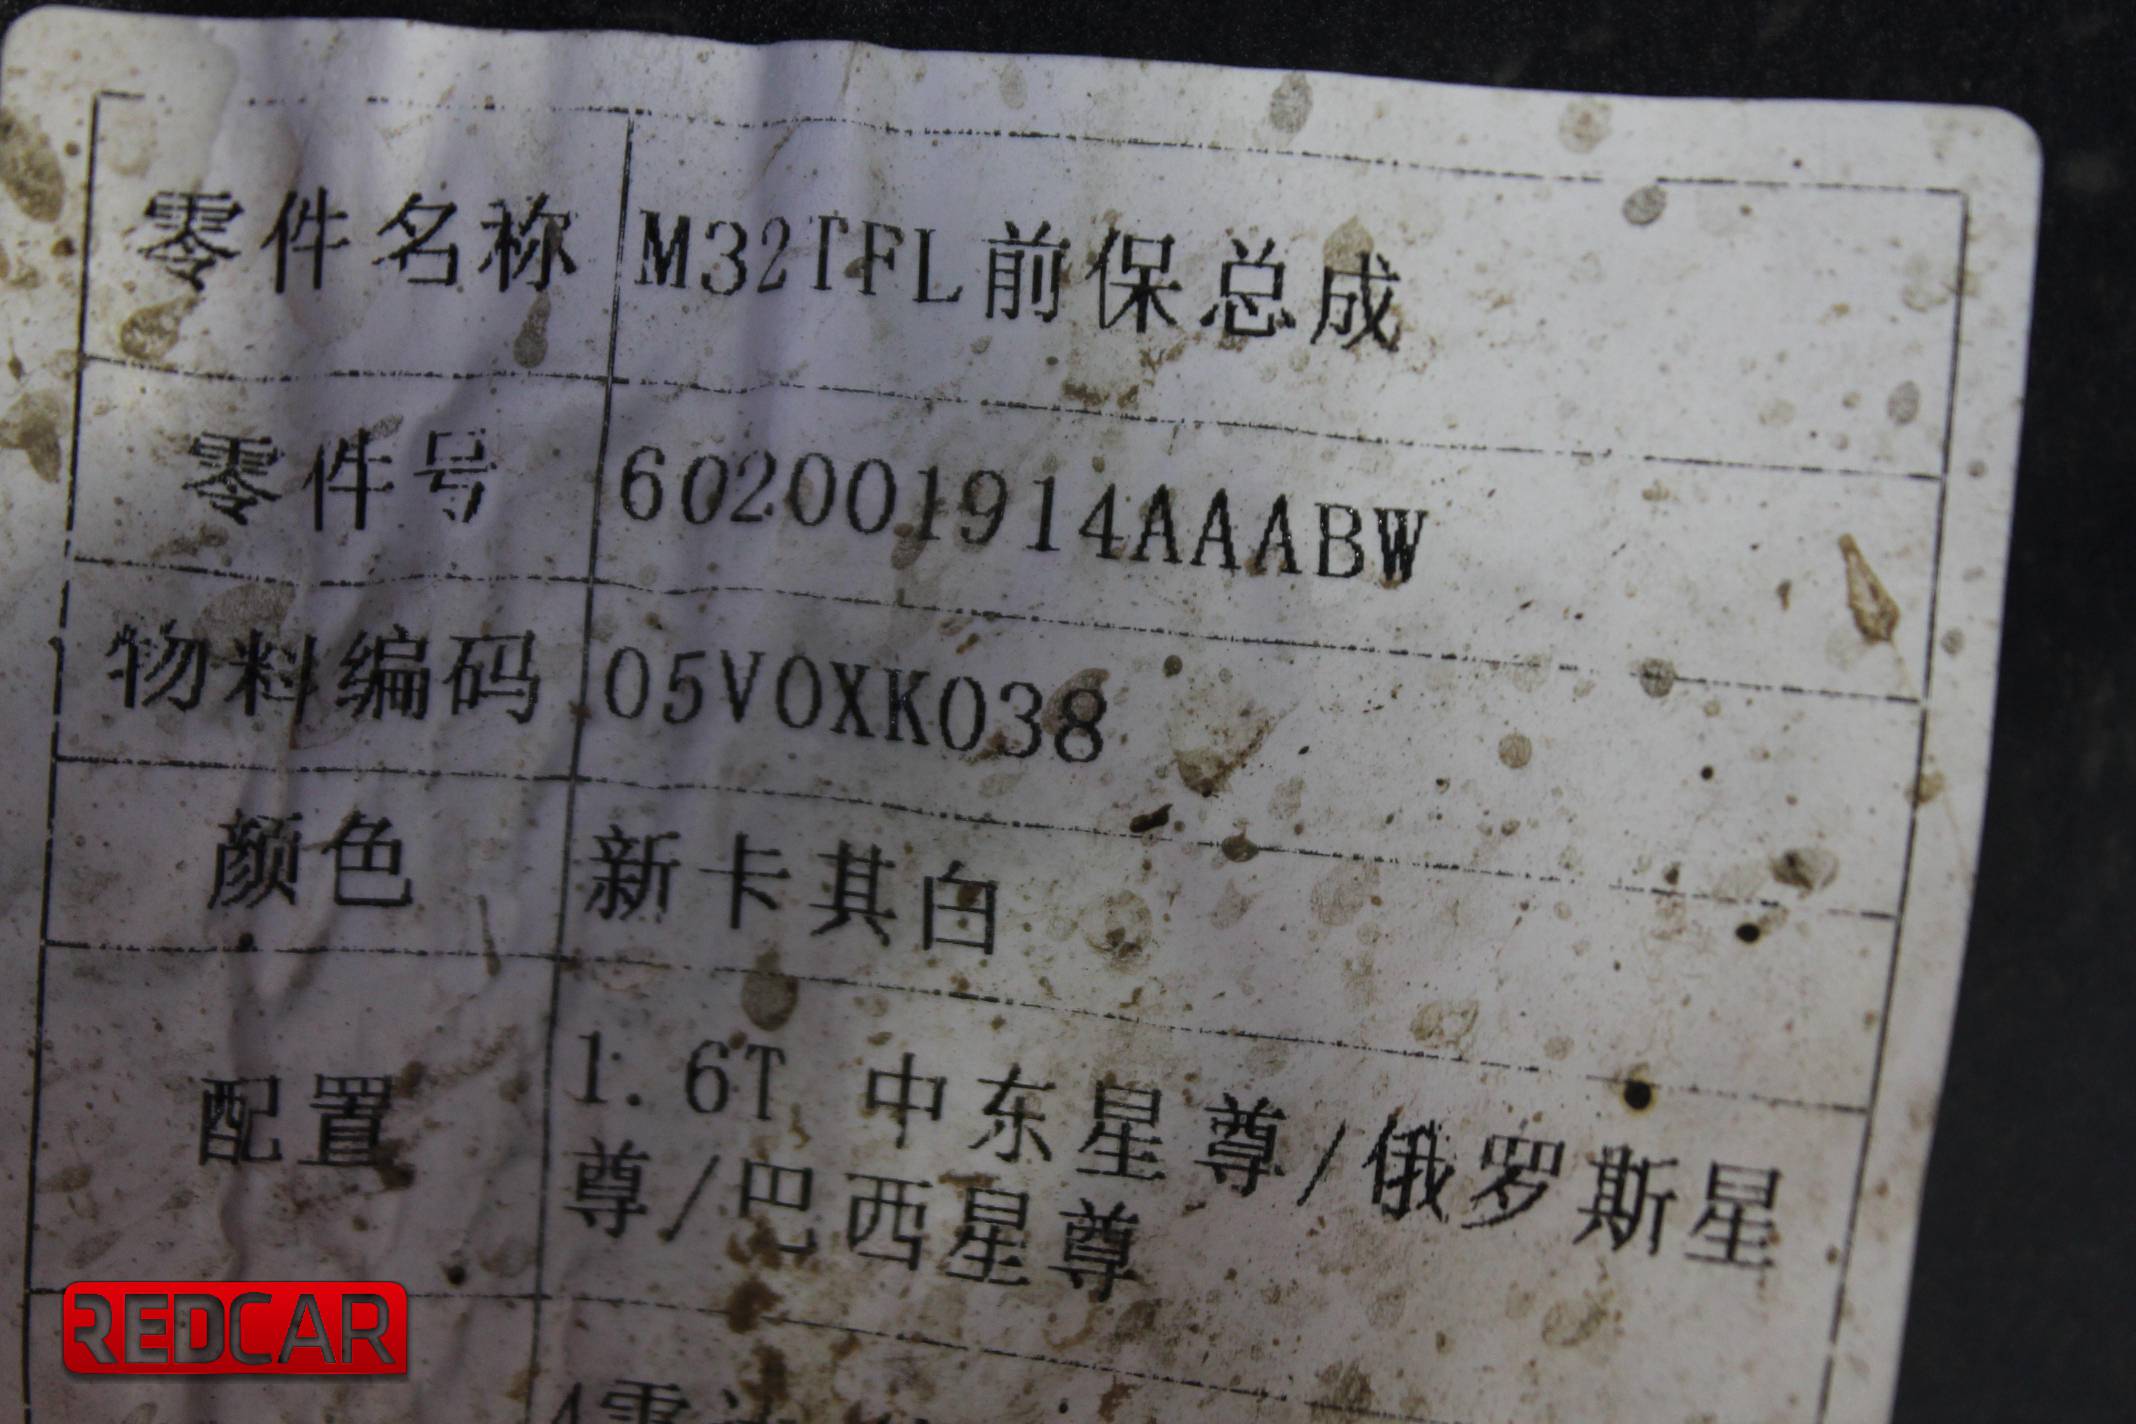 零件名称 M32TFL前保总成
零件号 602001914AAABW
物料编码 05V0XK038
颜色 新卡其白
配置 1.6T 中东星尊/俄罗斯星
尊/巴西星尊
REDCAR